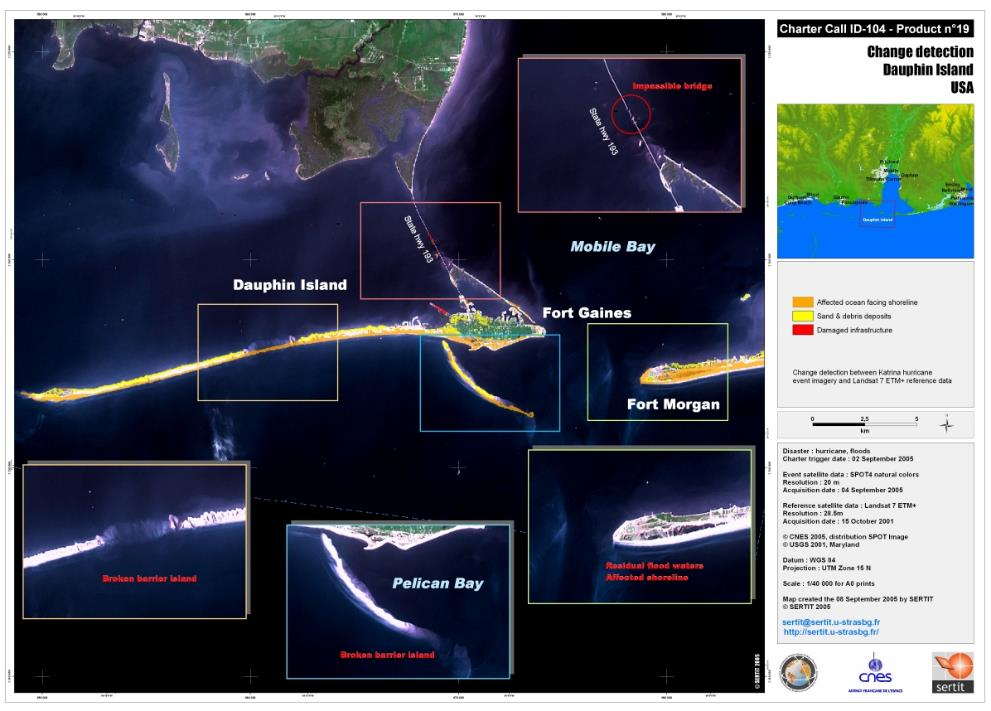 Charter Call ID-104 - Product n°19
Change detection
Dauphin Island
USA
Impassible bridge
State hwy 193
Mobile Bay
State hwy 193
Dauphin Island
Fort Gaines
Fort Morgan
Dauphin Island
Affected ocean facing shoreline
Sand & debris deposits
Damaged infrastructure
Change detection between Katrina hurricane
event imagery and Landsat 7 ETM+ reference data
0 2,5 5
km
Broken barrier island
Pelican Bay
Broken barrier island
Residual flood waters
Affected shoreline
Disaster : hurricane, floods
Charter trigger date : 02 September 2005
Event satellite data : SPOT4 natural colors
Resolution : 20 m
Acquisition date : 04 September 2005
Reference satellite data : Landsat 7 ETM+
Resolution : 28.5m
Acquisition date : 15 October 2001
© CNES 2005, distribution SPOT Image
© USGS 2001, Maryland
Datum : WGS 84
Projection : UTM Zone 15 N
Scale : 1/40 000 for A0 prints
Map created the 08 September 2005 by SERTIT
© SERTIT 2005
sertit@sertit.u-strasbg.fr
http://sertit.u-strasbg.fr/
© SERTIT 2005
cnes
AGENCE FRANÇAISE DE L'ESPACE
sertit